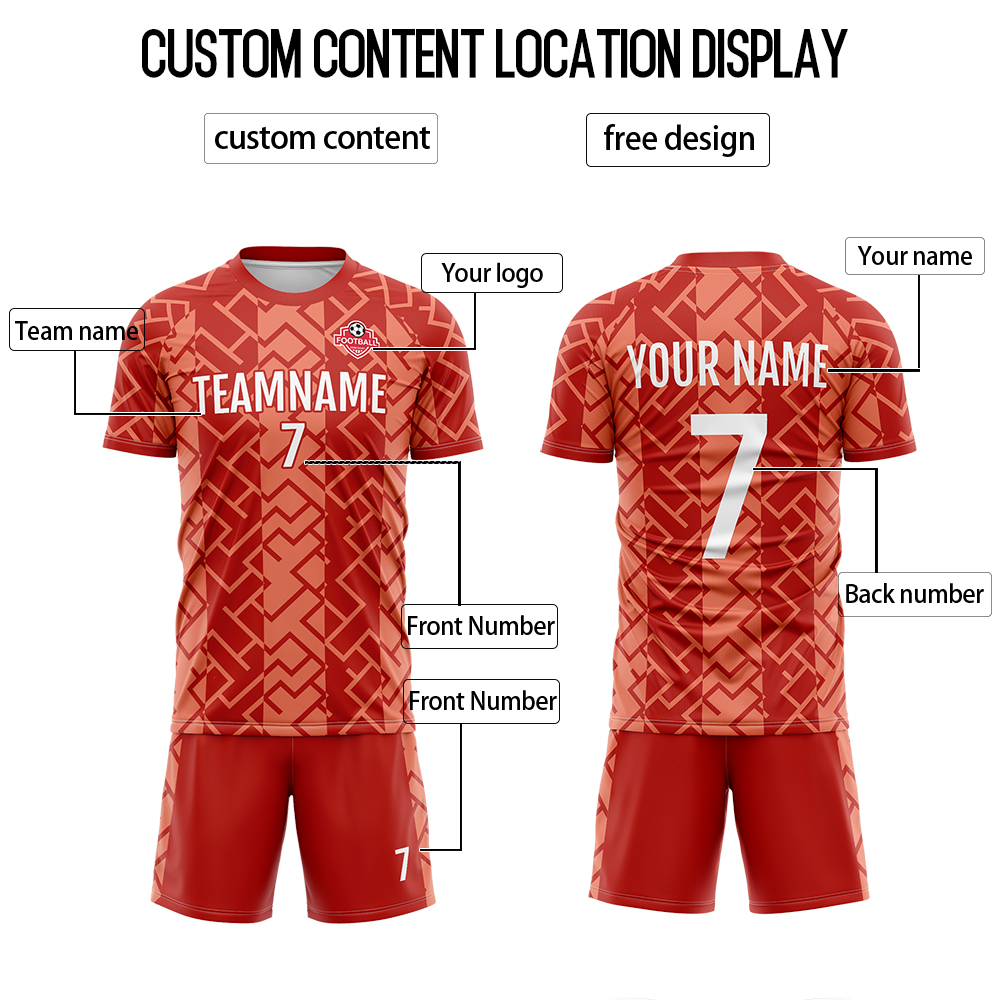 CUSTOM CONTENT LOCATION DISPLAY
custom content
free design
Your logo
Your name
Team name
FOOTBALL
TEAMNAME
7
YOUR NAME
7
Back number
Front Number
Front Number
7